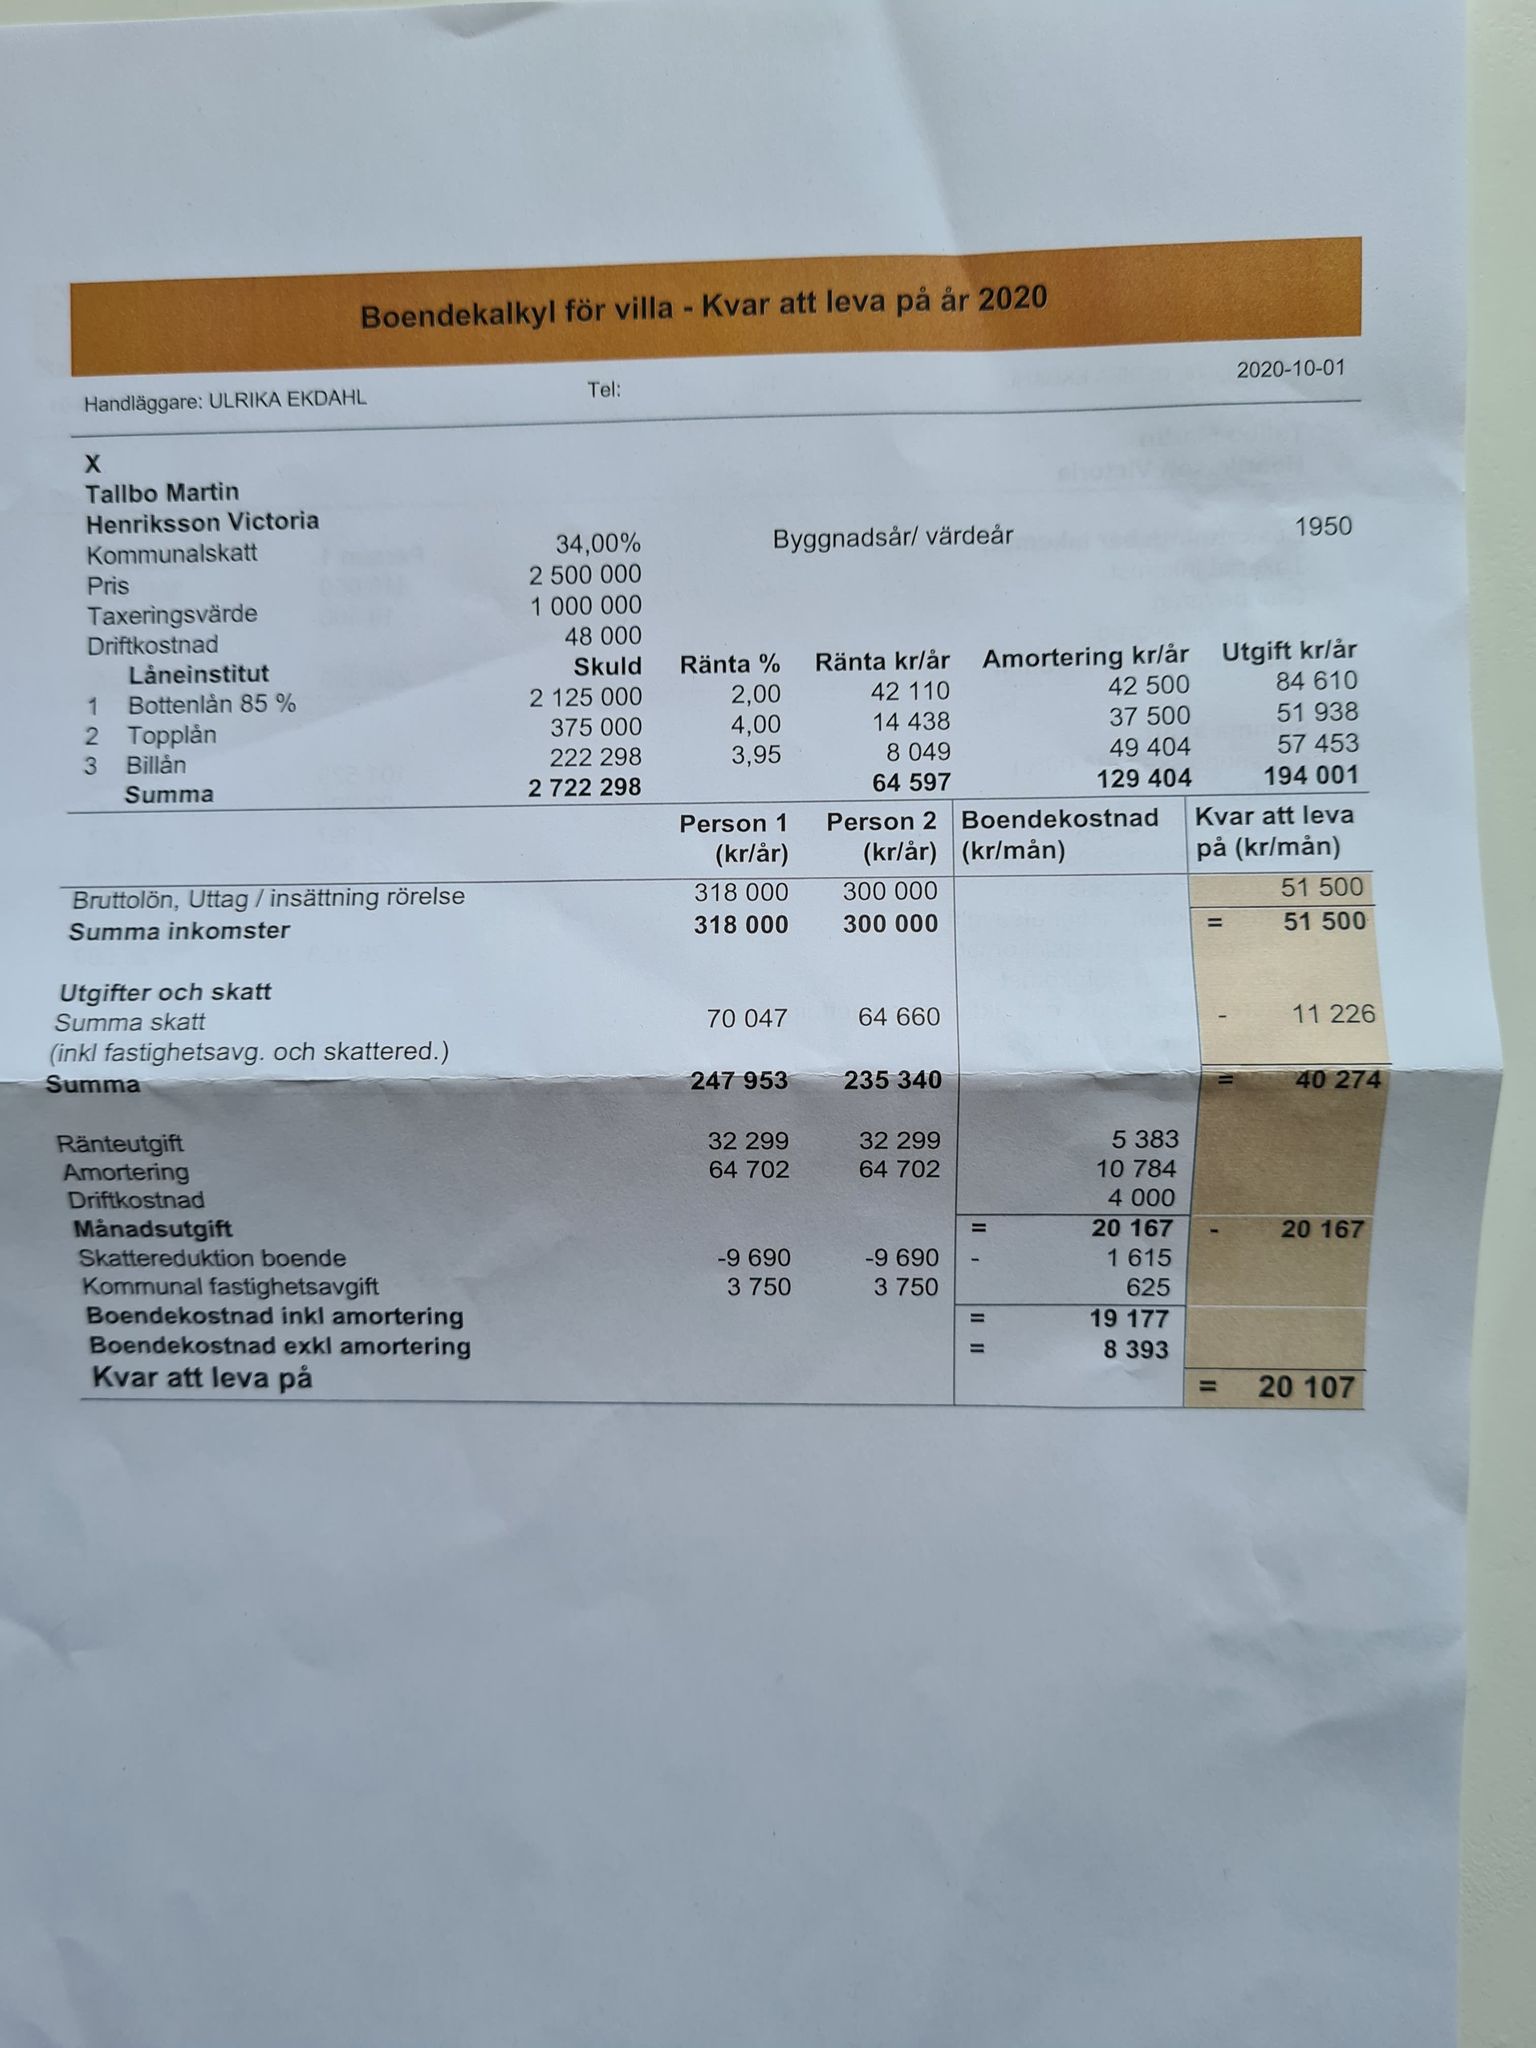 Boendekalkyl för villa - Kvar att leva på år 2020
Handläggare: ULRIKA EKDAHL Tel: 2020-10-01
X
Tallbo Martin
Henriksson Victoria
Kommunalskatt 34,00% Byggnadsår/ värdeår 1950
Pris 2 500 000
Taxeringsvärde 1 000 000
Driftkostnad 48 000
Låneinstitut Skuld Ränta % Ränta kr/år Amortering kr/år Utgift kr/år
1 Bottenlån 85 % 2 125 000 2,00 42 110 42 500 84 610
2 Topplån 375 000 4,00 14 438 37 500 51 938
3 Billån 222 298 3,95 8 049 49 404 57 453
Summa 2 722 298 64 597 129 404 194 001
Person 1 Person 2 Boendekostnad Kvar att leva
(kr/år) (kr/år) (kr/mån) på (kr/mån)
Bruttolön, Uttag / insättning rörelse 318 000 300 000 51 500
Summa inkomster 318 000 300 000 = 51 500
Utgifter och skatt
Summa skatt 70 047 64 660 - 11 226
(inkl fastighetsavg. och skattered.)
Summa 247 953 235 340 = 40 274
Ränteutgift 32 299 32 299 5 383
Amortering 64 702 64 702 10 784
Driftkostnad 4 000
Månadsutgift = 20 167 - 20 167
Skattereduktion boende -9 690 -9 690 - 1 615
Kommunal fastighetsavgift 3 750 3 750 625
Boendekostnad inkl amortering = 19 177
Boendekostnad exkl amortering = 8 393
Kvar att leva på = 20 107